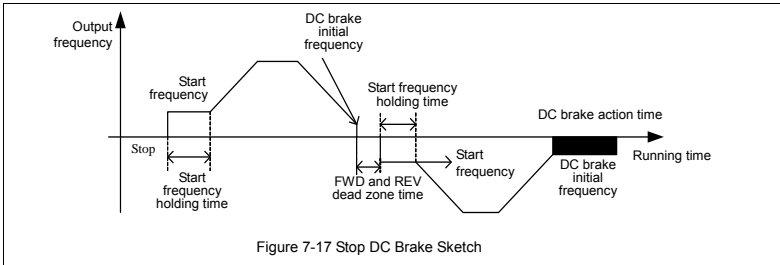 Output
frequency
DC brake
initial
frequency
Start
frequency
Start frequency
holding time
DC brake action time
Stop
Running time
Start
frequency
holding time
FWD and REV
dead zone time
Start
frequency
DC brake
initial
frequency
Figure 7-17 Stop DC Brake Sketch